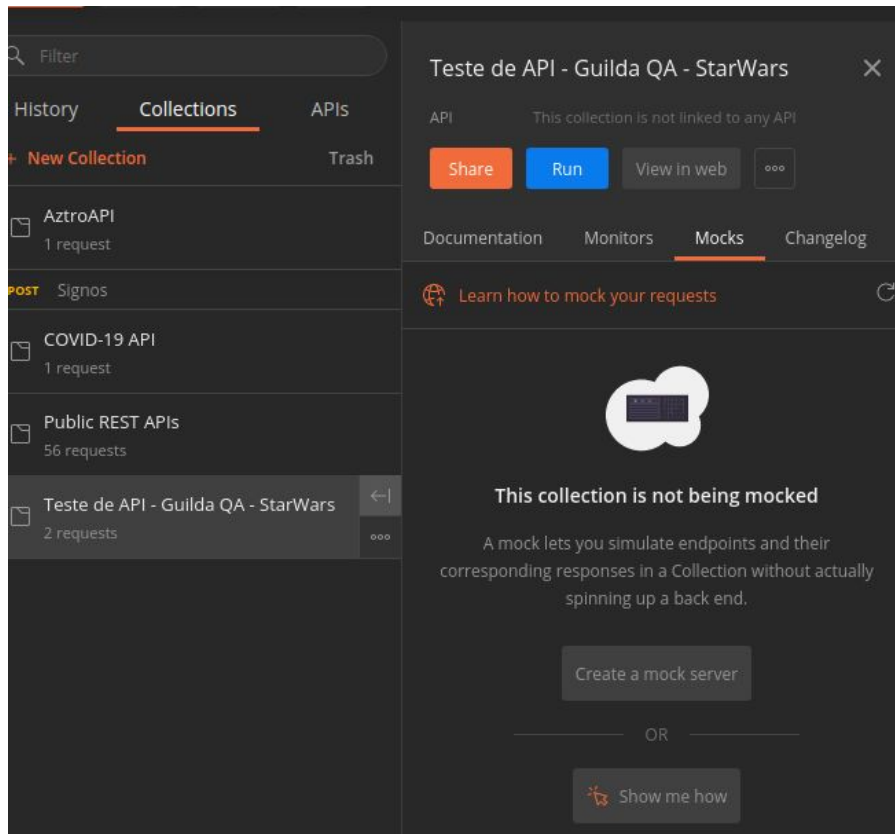 Filter
History Collections APIs
+ New Collection Trash
AztroAPI
1 request
POST Signos
COVID-19 API
1 request
Public REST APIs
56 requests
Teste de API - Guilda QA - StarWars
2 requests
Teste de API - Guilda QA - StarWars
API This collection is not linked to any API
Share Run View in web
Documentation Monitors Mocks Changelog
Learn how to mock your requests
This collection is not being mocked
A mock lets you simulate endpoints and their
corresponding responses in a Collection without actually
spinning up a back end.
Create a mock server
OR
Show me how